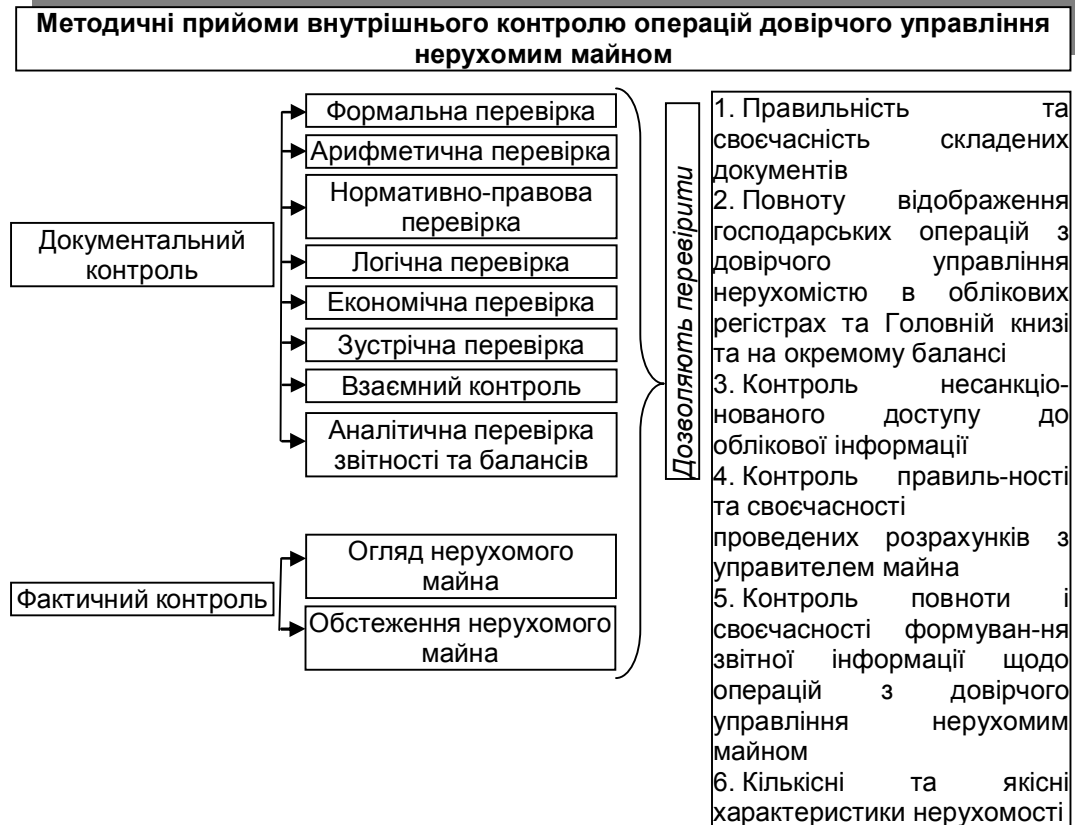 Методичні прийоми внутрішнього контролю операцій довірчого управління
нерухомим майном
Документальний
контроль
Формальна перевірка
Арифметична перевірка
Нормативно-правова
перевірка
Логічна перевірка
Економічна перевірка
Зустрічна перевірка
Взаємний контроль
Аналітична перевірка
звітності та балансів
Фактичний контроль
Огляд нерухомого
майна
Обстеження нерухомого
майна
Дозволяють перевірити
1. Правильність та
своєчасність складених
документів
2. Повноту відображення
господарських операцій з
довірчого управління
нерухомістю в облікових
регістрах та Головній книзі
та на окремому балансі
3. Контроль несанкціо-
нованого доступу до
облікової інформації
4. Контроль правиль-ності
та своєчасності
проведених розрахунків з
управителем майна
5. Контроль повноти і
своєчасності формуван-ня
звітної інформації щодо
операцій з довірчого
управління нерухомим
майном
6. Кількісні та якісні
характеристики нерухомості